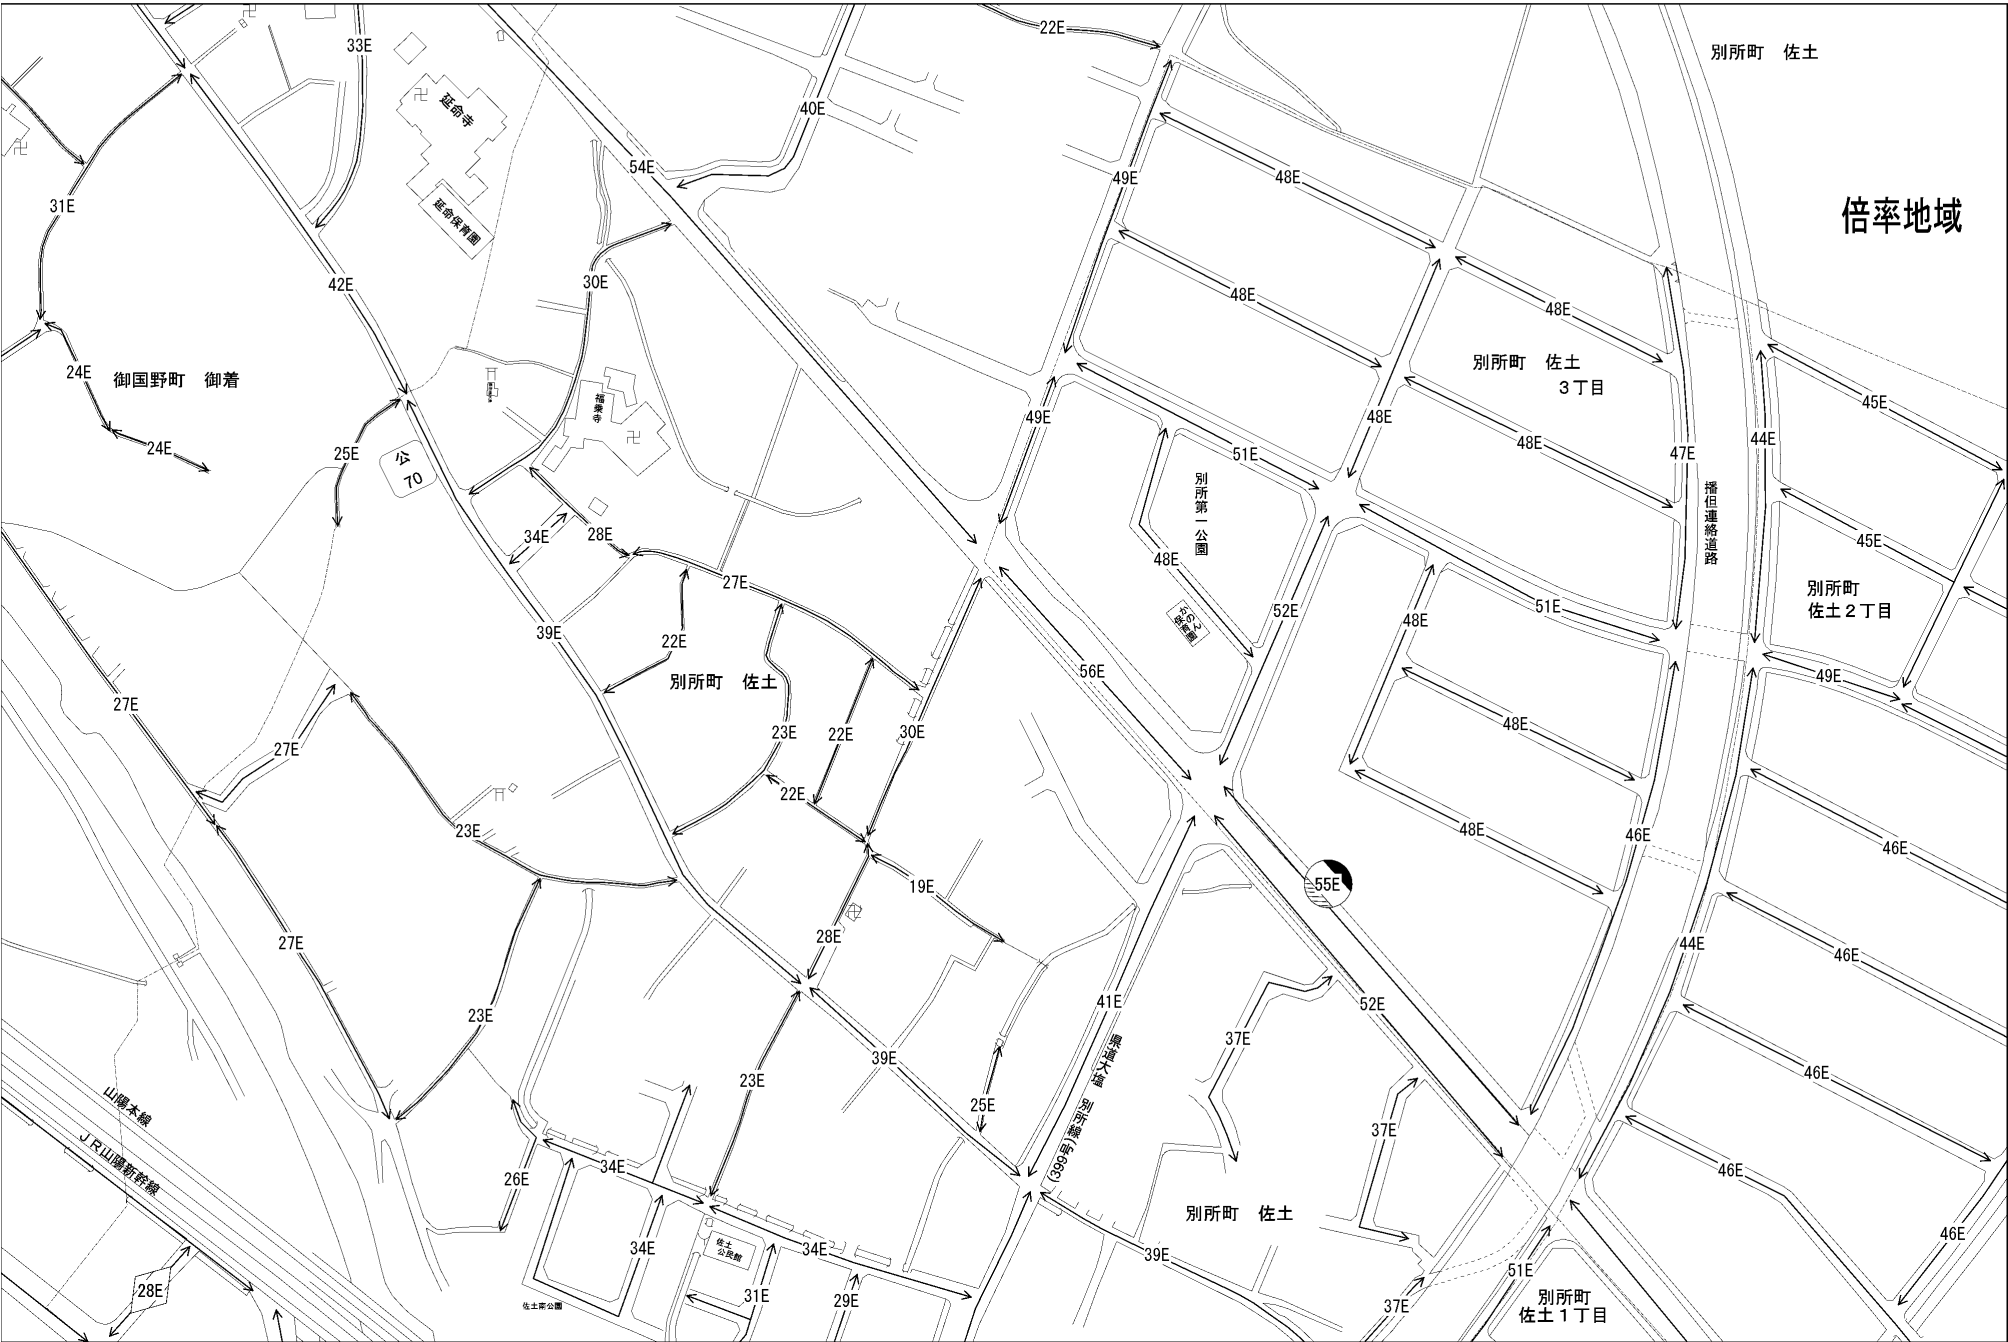 22E
33E
別所町　佐土
延命寺
40E
54E
49E
48E
31E
倍率地域
延命保育園
42E
30E
48E
48E
24E
御国野町　御着
別所町　佐土
3丁目
福乗寺
45E
49E
48E
44E
24E
25E
公
70
51E
48E
47E
別所第一公園
播但連絡道路
34E
28E
45E
48E
27E
別所町
佐土2丁目
かのん
保育園
51E
52E
48E
39E
22E
56E
別所町　佐土
49E
27E
23E
22E
30E
48E
27E
22E
23E
48E
46E
46E
55E
19E
27E
28E
44E
46E
23E
41E
52E
37E
県道大塩　別所線(399号)
39E
46E
23E
25E
山陽本線
37E
JR山陽新幹線
34E
26E
46E
別所町　佐土
46E
佐土
公民館
34E
34E
39E
51E
28E
31E
29E
37E
佐土南公園
別所町
佐土1丁目